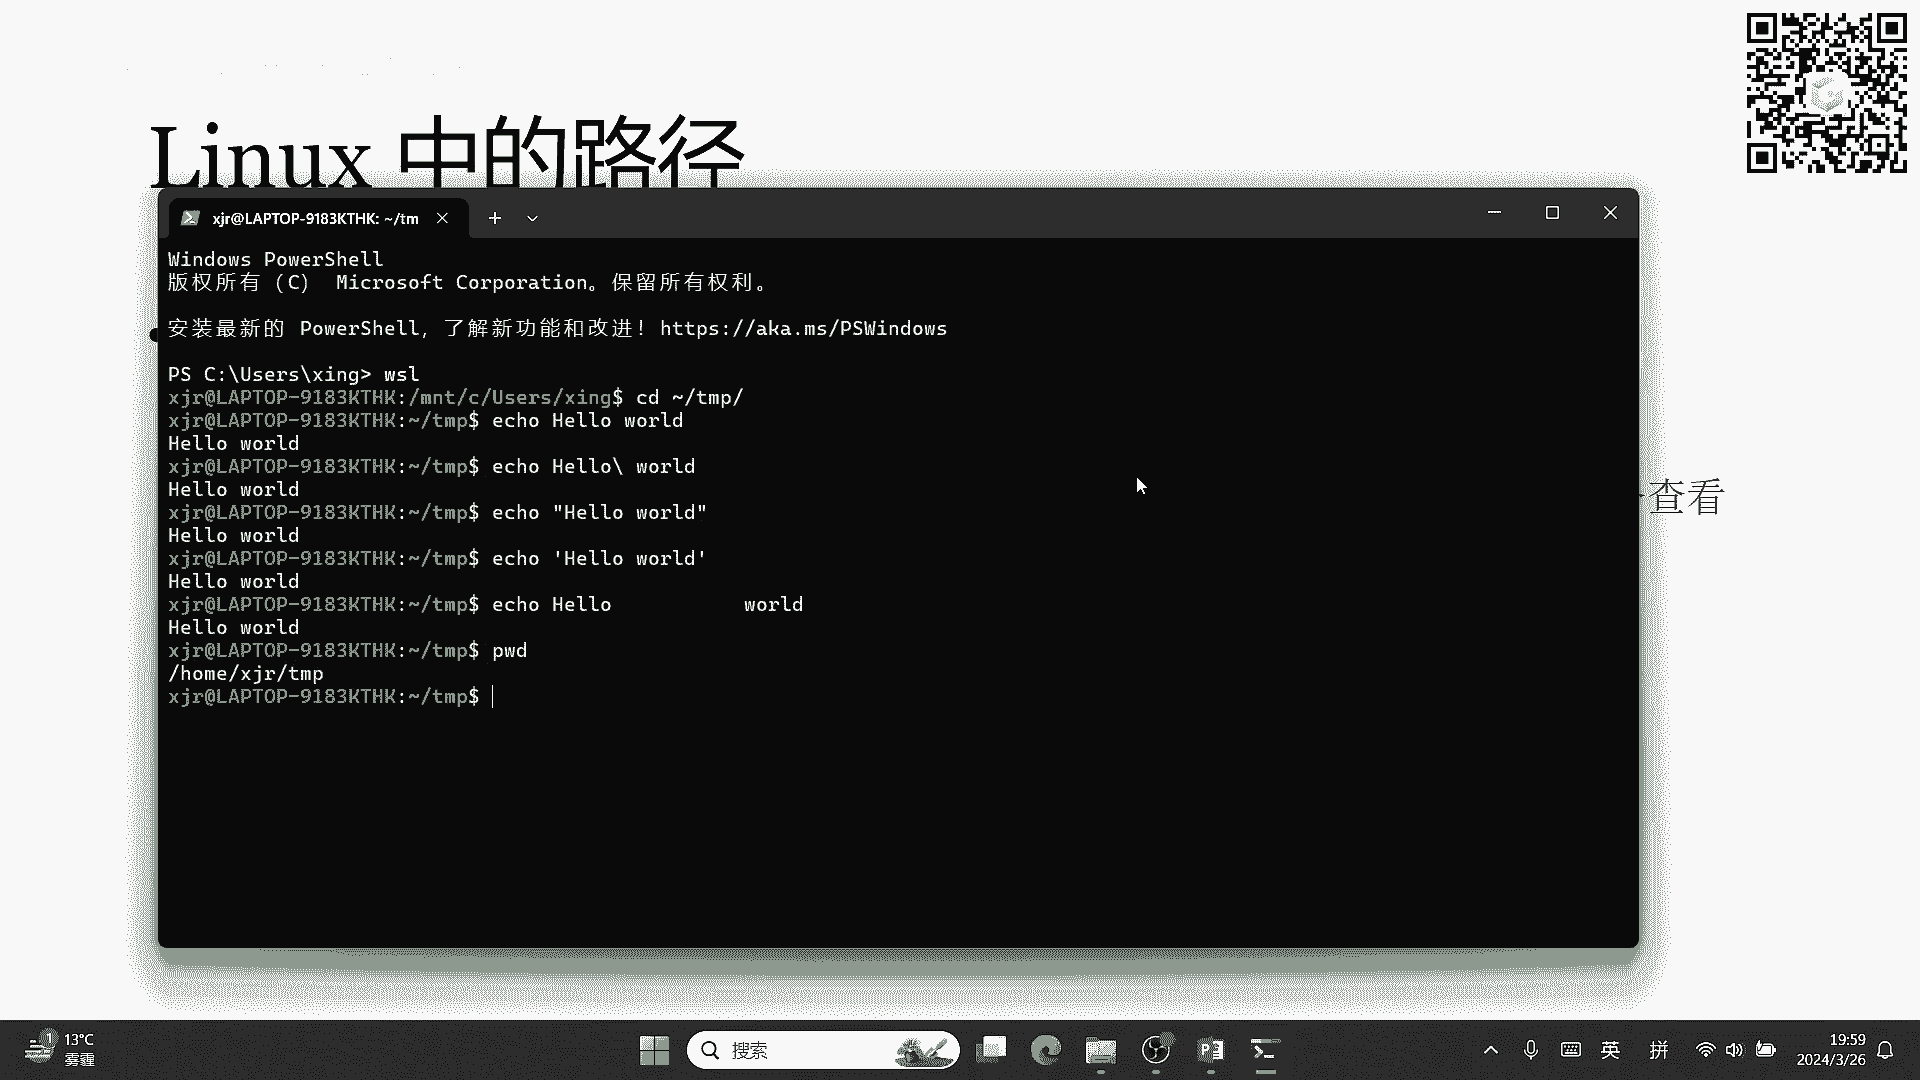 Linux 中的路径
xjr@LAPTOP-9183KTHK: ~/tm
Windows PowerShell
版权所有 (C) Microsoft Corporation。保留所有权利。
安装最新的 PowerShell，了解新功能和改进！https://aka.ms/PSWindows
PS C:\Users\xing> wsl
xjr@LAPTOP-9183KTHK:/mnt/c/Users/xing$ cd ~/tmp/
xjr@LAPTOP-9183KTHK:~/tmp$ echo Hello world
Hello world
xjr@LAPTOP-9183KTHK:~/tmp$ echo Hello\ world
Hello world
xjr@LAPTOP-9183KTHK:~/tmp$ echo "Hello world"
Hello world
xjr@LAPTOP-9183KTHK:~/tmp$ echo 'Hello world'
Hello world
xjr@LAPTOP-9183KTHK:~/tmp$ echo Hello           world
Hello world
xjr@LAPTOP-9183KTHK:~/tmp$ pwd
/home/xjr/tmp
xjr@LAPTOP-9183KTHK:~/tmp$
查看
1
13°C
雾霾
搜索
英
拼
19:59
2024/3/26